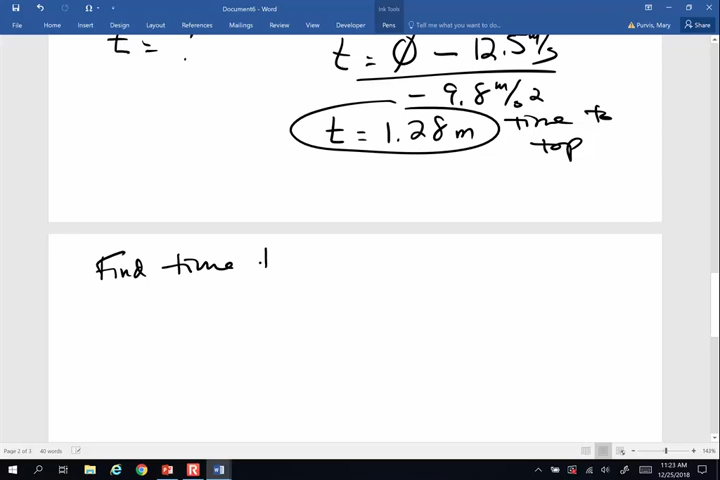 Document6 - Word
Ink Tools
File Home Insert Draw Design Layout References Mailings Review View Developer Pens Tell me what you want to do... Purvis, Mary Share
t = ?
t = Ø - 12.5 m/s
- 9.8 m/s2
t = 1.28 m time to
top
Find time
Page 2 of 3 40 words 143%
11:23 AM
12/25/2018